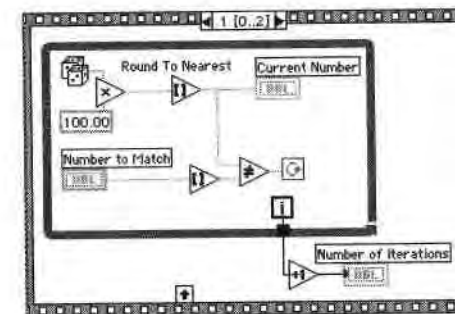 1 [0..2]
Round To Nearest
Current Number
DBL
×
[]
100.00
Number to Match
DBL
[]
≠
i
Number of iterations
+1
DBL